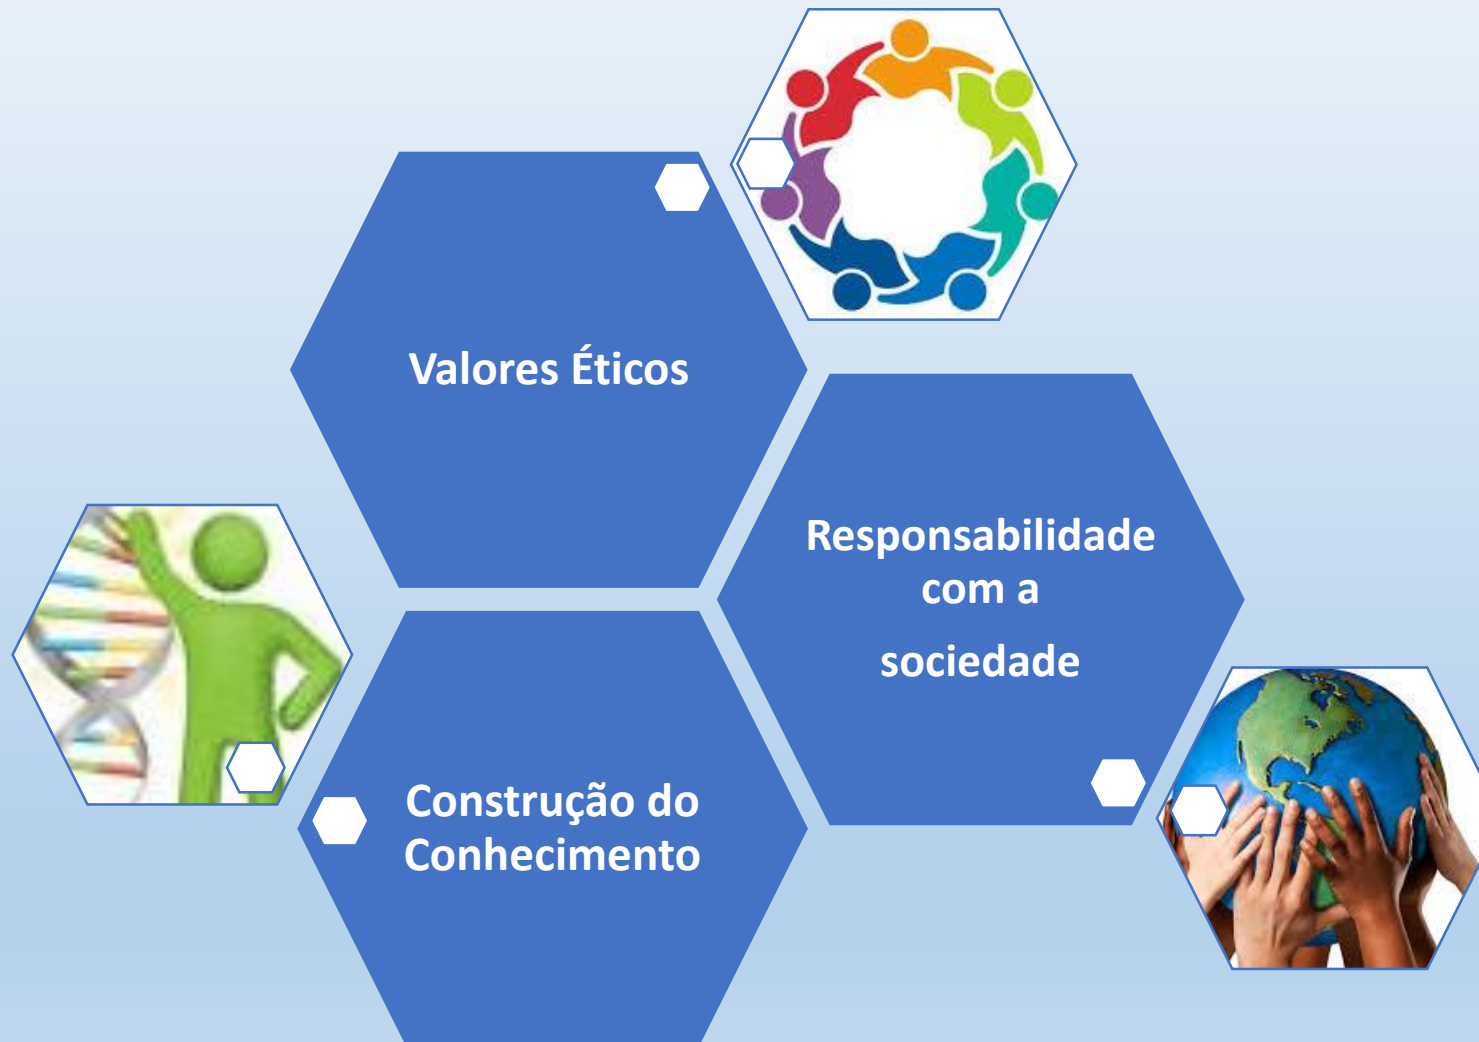 Valores Éticos
Responsabilidade
com a
sociedade
Construção do
Conhecimento